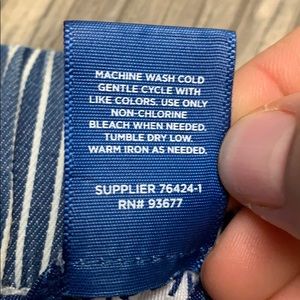 MACHINE WASH COLD
GENTLE CYCLE WITH
LIKE COLORS. USE ONLY
NON-CHLORINE
BLEACH WHEN NEEDED.
TUMBLE DRY LOW.
WARM IRON AS NEEDED.
SUPPLIER 76424-1
RN# 93677